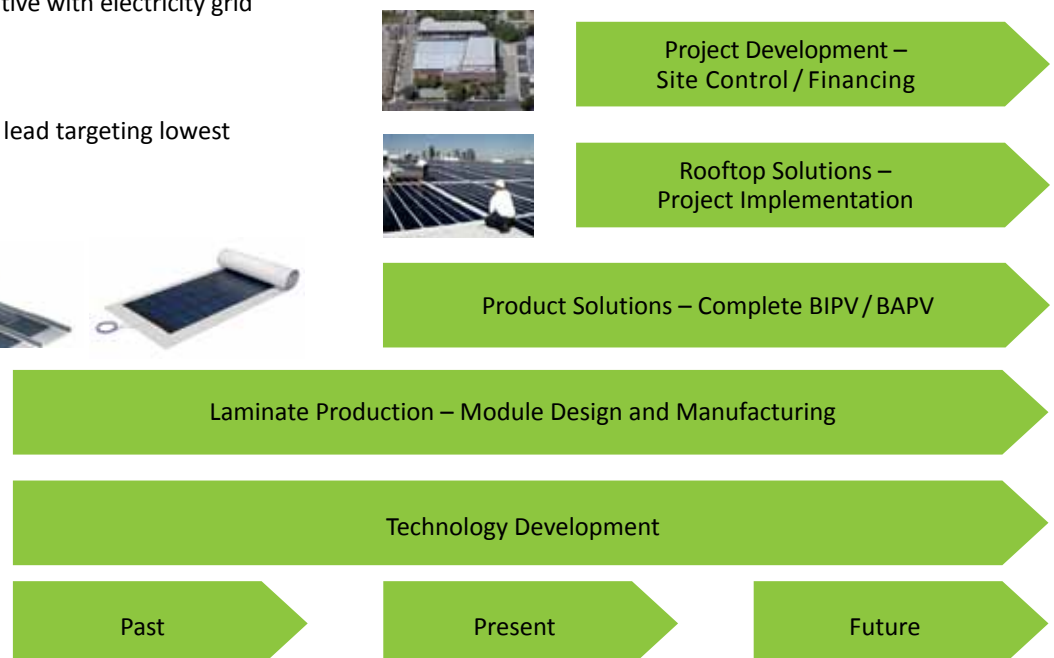 with electricity grid
Project Development –
Site Control / Financing
lead targeting lowest
Rooftop Solutions –
Project Implementation
Product Solutions – Complete BIPV / BAPV
Laminate Production – Module Design and Manufacturing
Technology Development
Past
Present
Future